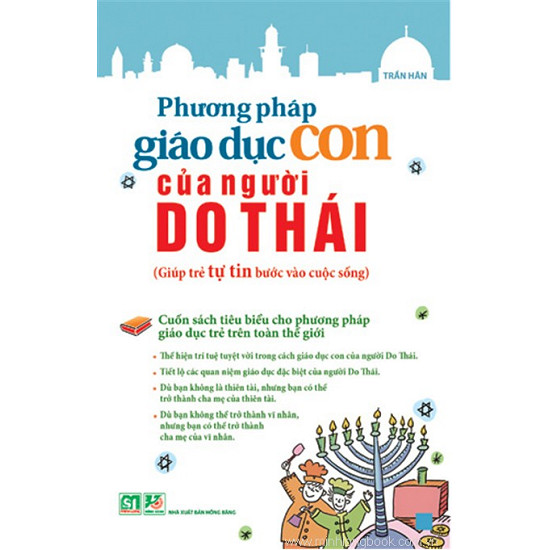 TRẦN HÂN
Phương pháp
giáo dục con
của người
DO THÁI
(Giúp trẻ tự tin bước vào cuộc sống)
Cuốn sách tiêu biểu cho phương pháp
giáo dục trẻ trên toàn thế giới
• Thể hiện trí tuệ tuyệt vời trong cách giáo dục con của người Do Thái.
• Tiết lộ các quan niệm giáo dục đặc biệt của người Do Thái.
• Dù bạn không là thiên tài, nhưng bạn có thể
trở thành cha mẹ của thiên tài.
• Dù bạn không thể trở thành vĩ nhân,
nhưng bạn có thể trở thành
cha mẹ của vĩ nhân.
NHÀ XUẤT BẢN HỒNG BÀNG